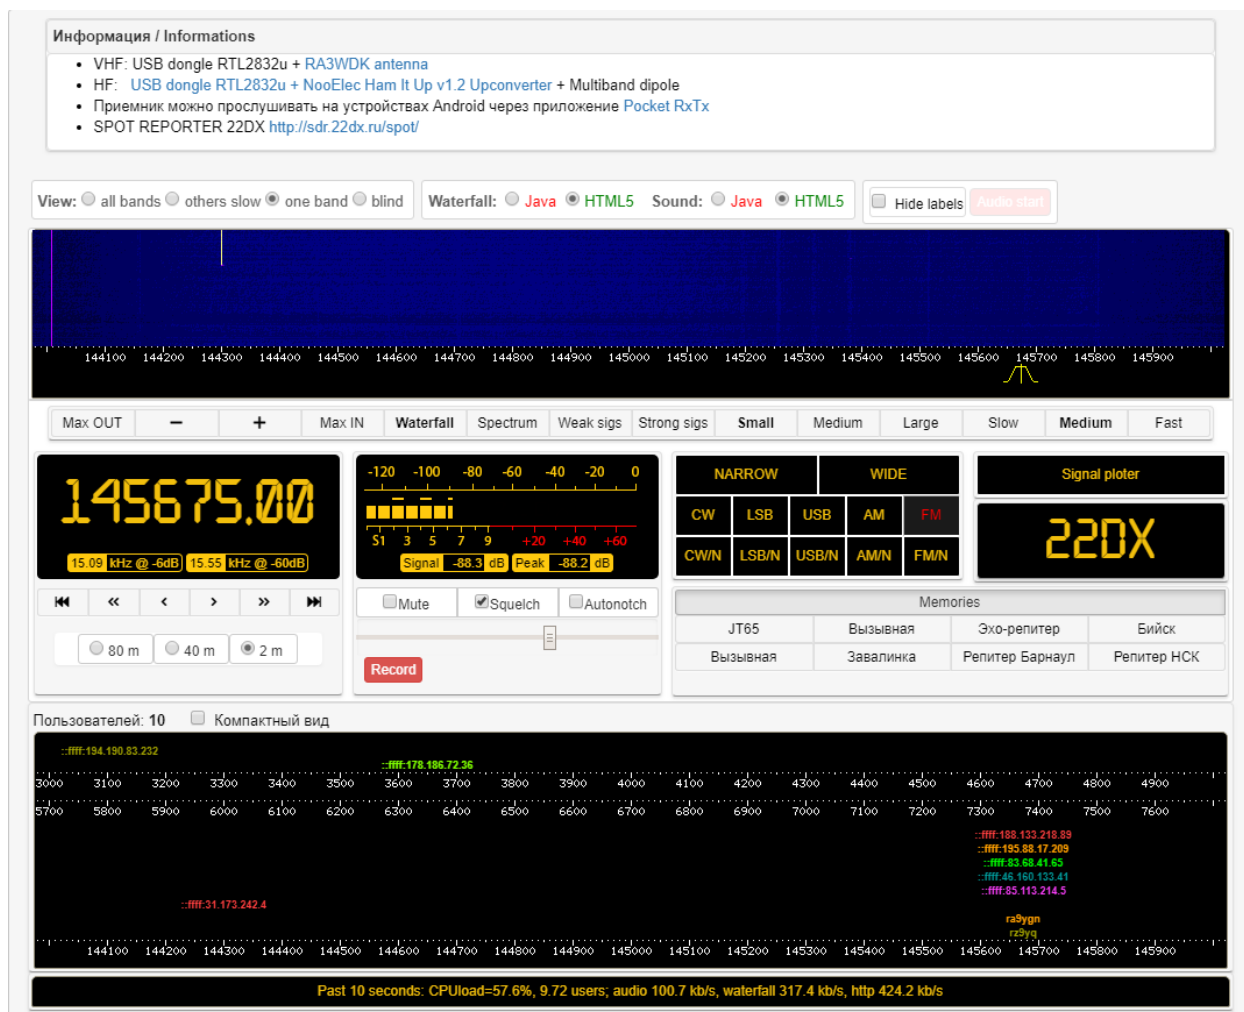 Информация / Informations
• VHF: USB dongle RTL2832u + RA3WDK antenna
• HF: USB dongle RTL2832u + NooElec Ham It Up v1.2 Upconverter + Multiband dipole
• Приемник можно прослушивать на устройствах Android через приложение Pocket RxTx
• SPOT REPORTER 22DX http://sdr.22dx.ru/spot/
View: all bands others slow one band blind Waterfall: Java HTML5 Sound: Java HTML5 Hide labels Audio start
144100 144200 144300 144400 144500 144600 144700 144800 144900 145000 145100 145200 145300 145400 145500 145600 145700 145800 145900
Max OUT − + Max IN Waterfall Spectrum Weak sigs Strong sigs Small Medium Large Slow Medium Fast
145675.00
15.09 kHz @ -6dB 15.55 kHz @ -60dB
<< < > >>
80 m 40 m 2 m
-120 -100 -80 -60 -40 -20 0
S1 3 5 7 9 +20 +40 +60
Signal -88.3 dB Peak -88.2 dB
Mute Squelch Autonotch
Record
NARROW WIDE
CW LSB USB AM FM
CW/N LSB/N USB/N AM/N FM/N
Signal ploter
22DX
Memories
JT65 Вызывная Эхо-репитер Бийск
Вызывная Завалинка Репитер Барнаул Репитер НСК
Пользователей: 10 Компактный вид
::ffff:194.190.83.232
::ffff:178.186.72.36
3000 3100 3200 3300 3400 3500 3600 3700 3800 3900 4000 4100 4200 4300 4400 4500 4600 4700 4800 4900
5700 5800 5900 6000 6100 6200 6300 6400 6500 6600 6700 6800 6900 7000 7100 7200 7300 7400 7500 7600
::ffff:188.133.218.89
::ffff:195.88.17.209
::ffff:83.68.41.65
::ffff:46.160.133.41
::ffff:85.113.214.5
::ffff:31.173.242.4
ra9ygn
rz9yq
144100 144200 144300 144400 144500 144600 144700 144800 144900 145000 145100 145200 145300 145400 145500 145600 145700 145800 145900
Past 10 seconds: CPUload=57.6%, 9.72 users; audio 100.7 kb/s, waterfall 317.4 kb/s, http 424.2 kb/s